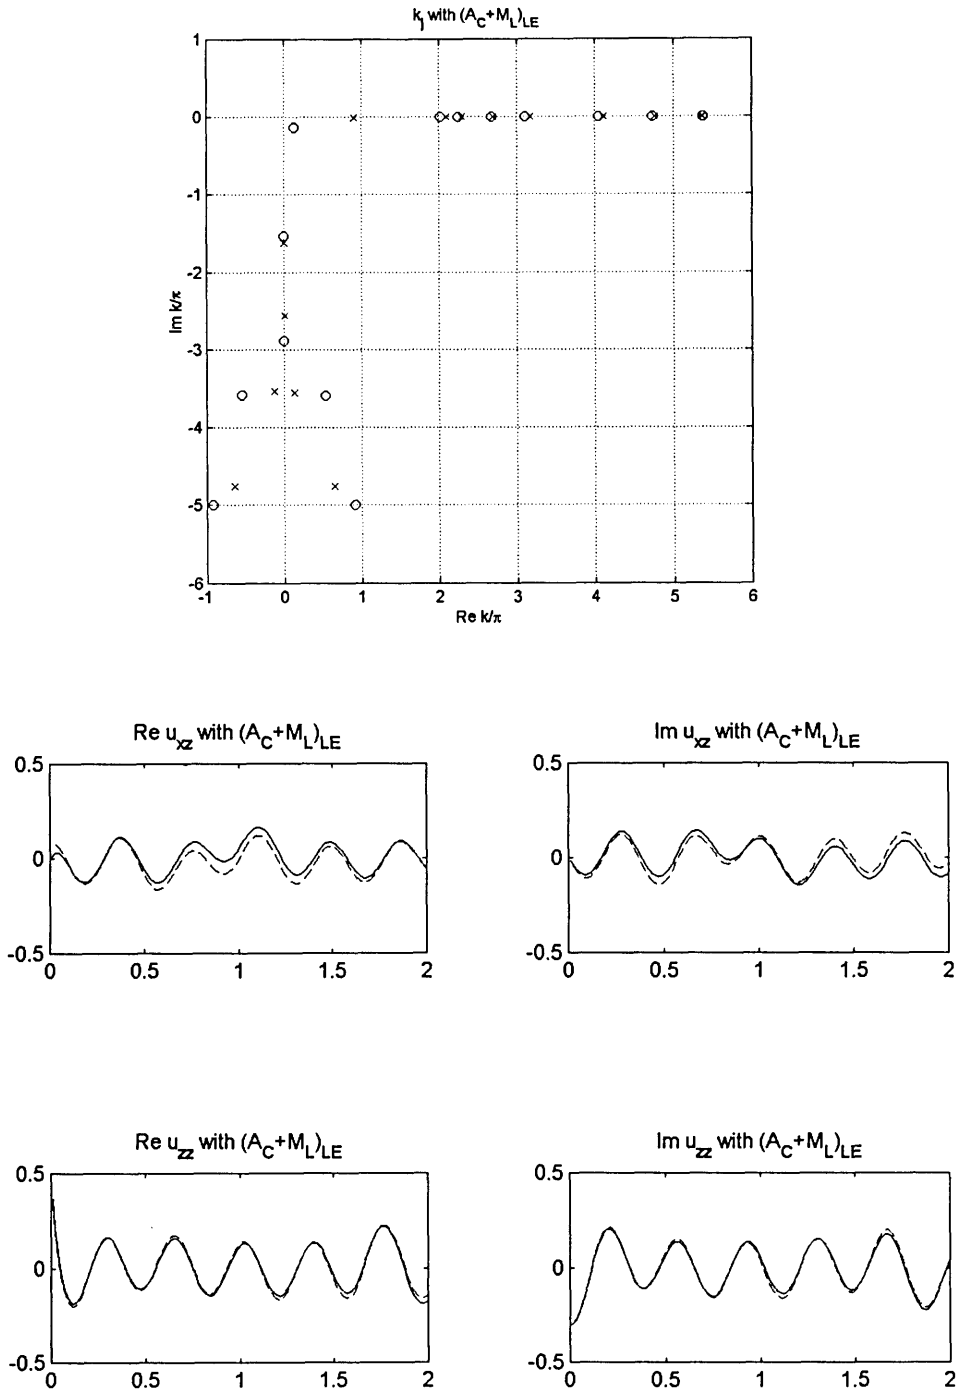 k_j with (A_C+M_L)_LE
1
0
-1
-2
-3
-4
-5
-6
Im k/π
-1 0 1 2 3 4 5 6
Re k/π
Re u_xz with (A_C+M_L)_LE
0.5
0
-0.5
0 0.5 1 1.5 2
Im u_xz with (A_C+M_L)_LE
0.5
0
-0.5
0 0.5 1 1.5 2
Re u_zz with (A_C+M_L)_LE
0.5
0
-0.5
0 0.5 1 1.5 2
Im u_zz with (A_C+M_L)_LE
0.5
0
-0.5
0 0.5 1 1.5 2